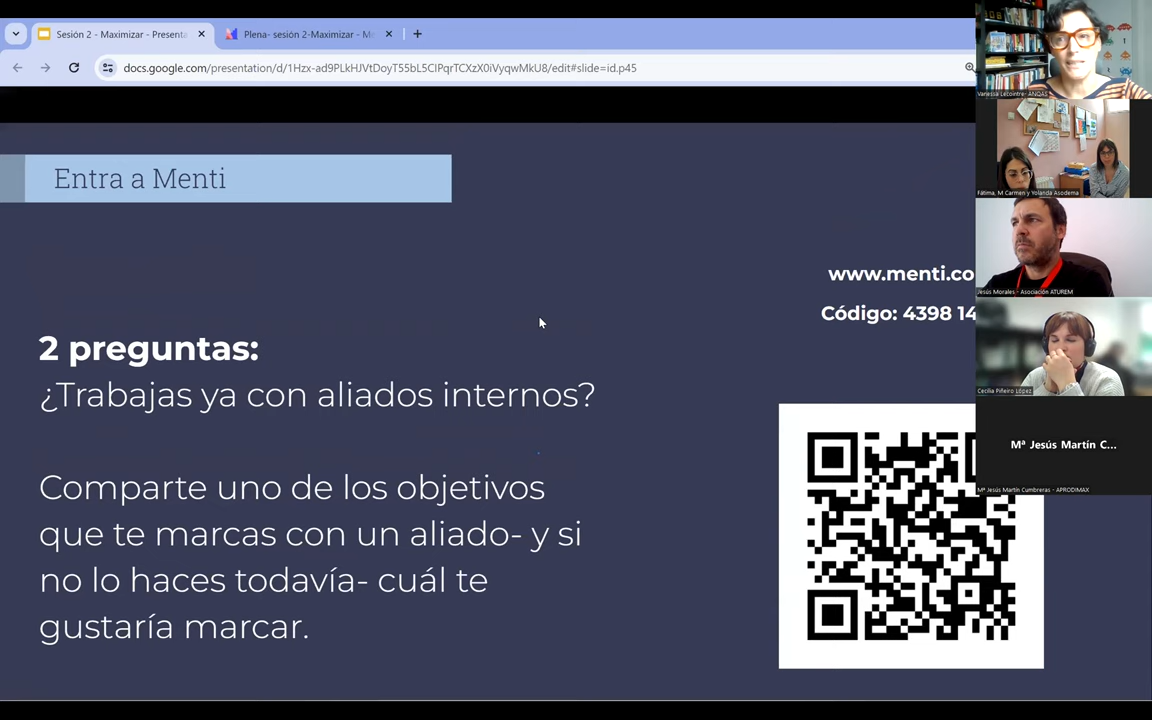 Sesión 2 - Maximizar - Presenta
Plena- sesión 2-Maximizar - Me
docs.google.com/presentation/d/1Hzx-ad9PLkHJVtDoyT55bL5CIPqrTCXzX0iVyqwMkU8/edit#slide=id.p45
Entra a Menti
www.menti.co
Código: 4398 14
2 preguntas:
¿Trabajas ya con aliados internos?
Comparte uno de los objetivos
que te marcas con un aliado- y si
no lo haces todavía- cuál te
gustaría marcar.
Vanessa Lecointre- ANQAS
Fátima, M Carmen y Yolanda Asodema
Jesús Morales - Asociación ATUREM
Cecilia Piñeiro López
Mª Jesús Martín C...
Mª Jesús Martín Cumbreras - APRODIMAX